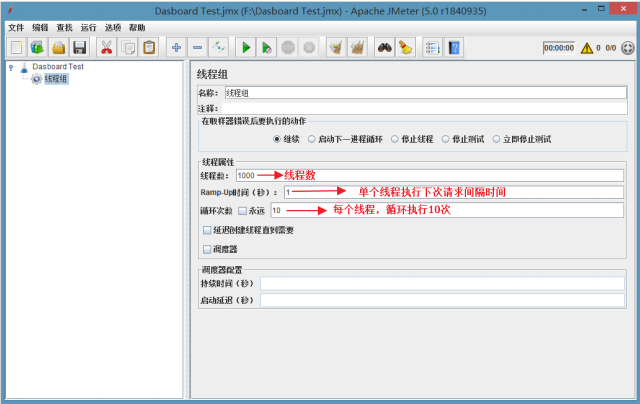 Dasboard Test.jmx (F:\Dasboard Test.jmx) - Apache JMeter (5.0 r1840935)
文件 编辑 查找 运行 选项 帮助
00:00:00 0 0/0
Dasboard Test
线程组
线程组
名称： 线程组
注释：
在取样器错误后要执行的动作
继续 启动下一进程循环 停止线程 停止测试 立即停止测试
线程属性
线程数： 1000 线程数
Ramp-Up时间（秒）： 1 单个线程执行下次请求间隔时间
循环次数 永远 10 每个线程，循环执行10次
延迟创建线程直到需要
调度器
调度器配置
持续时间（秒）
启动延迟（秒）